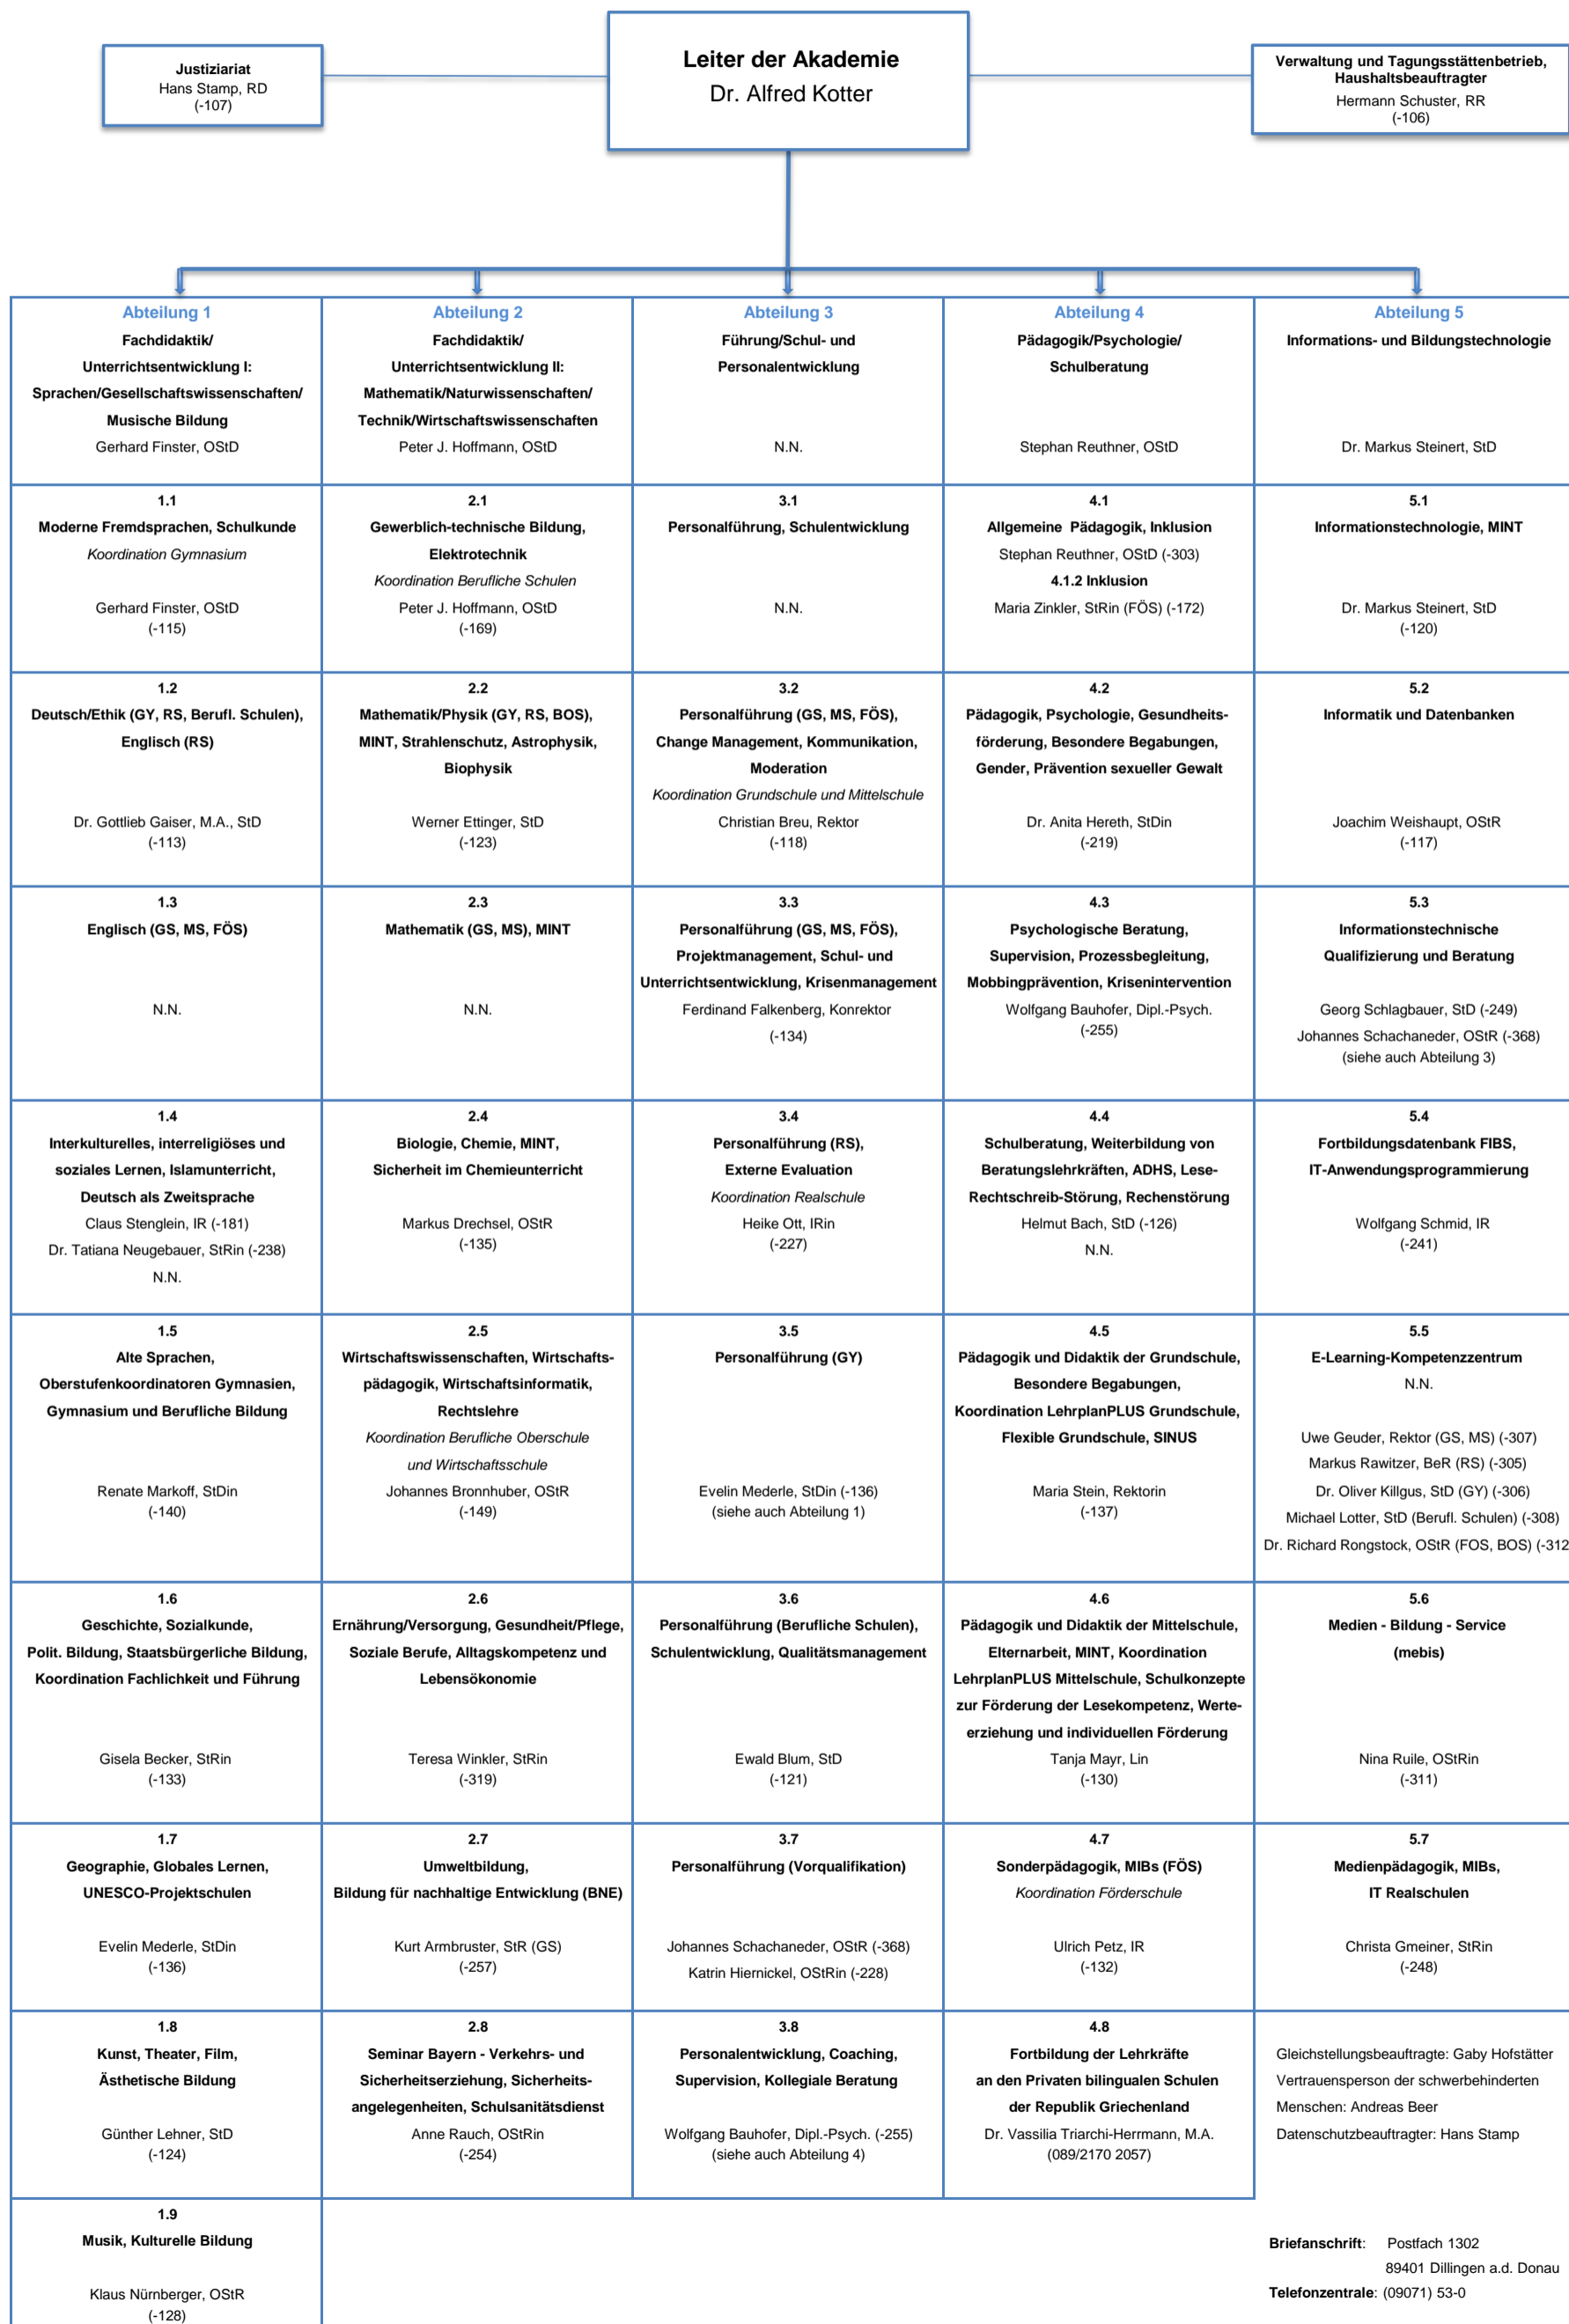 Justiziariat
Hans Stamp, RD
(-107)
Leiter der Akademie
Dr. Alfred Kotter
Verwaltung und Tagungsstättenbetrieb,
Haushaltsbeauftragter
Hermann Schuster, RR
(-106)
Abteilung 1
Fachdidaktik/
Unterrichtsentwicklung I:
Sprachen/Gesellschaftswissenschaften/
Musische Bildung
Gerhard Finster, OStD
Abteilung 2
Fachdidaktik/
Unterrichtsentwicklung II:
Mathematik/Naturwissenschaften/
Technik/Wirtschaftswissenschaften
Peter J. Hoffmann, OStD
Abteilung 3
Führung/Schul- und
Personalentwicklung
N.N.
Abteilung 4
Pädagogik/Psychologie/
Schulberatung
Stephan Reuthner, OStD
Abteilung 5
Informations- und Bildungstechnologie
Dr. Markus Steinert, StD
1.1
Moderne Fremdsprachen, Schulkunde
Koordination Gymnasium
Gerhard Finster, OStD
(-115)
2.1
Gewerblich-technische Bildung,
Elektrotechnik
Koordination Berufliche Schulen
Peter J. Hoffmann, OStD
(-169)
3.1
Personalführung, Schulentwicklung
N.N.
4.1
Allgemeine Pädagogik, Inklusion
Stephan Reuthner, OStD (-303)
4.1.2 Inklusion
Maria Zinkler, StRin (FÖS) (-172)
5.1
Informationstechnologie, MINT
Dr. Markus Steinert, StD
(-120)
1.2
Deutsch/Ethik (GY, RS, Berufl. Schulen),
Englisch (RS)
Dr. Gottlieb Gaiser, M.A., StD
(-113)
2.2
Mathematik/Physik (GY, RS, BOS),
MINT, Strahlenschutz, Astrophysik,
Biophysik
Werner Ettinger, StD
(-123)
3.2
Personalführung (GS, MS, FÖS),
Change Management, Kommunikation,
Moderation
Koordination Grundschule und Mittelschule
Christian Breu, Rektor
(-118)
4.2
Pädagogik, Psychologie, Gesundheits-
förderung, Besondere Begabungen,
Gender, Prävention sexueller Gewalt
Dr. Anita Hereth, StDin
(-219)
5.2
Informatik und Datenbanken
Joachim Weishaupt, OStR
(-117)
1.3
Englisch (GS, MS, FÖS)
N.N.
2.3
Mathematik (GS, MS), MINT
N.N.
3.3
Personalführung (GS, MS, FÖS),
Projektmanagement, Schul- und
Unterrichtsentwicklung, Krisenmanagement
Ferdinand Falkenberg, Konrektor
(-134)
4.3
Psychologische Beratung,
Supervision, Prozessbegleitung,
Mobbingprävention, Krisenintervention
Wolfgang Bauhofer, Dipl.-Psych.
(-255)
5.3
Informationstechnische
Qualifizierung und Beratung
Georg Schlagbauer, StD (-249)
Johannes Schachaneder, OStR (-368)
(siehe auch Abteilung 3)
1.4
Interkulturelles, interreligiöses und
soziales Lernen, Islamunterricht,
Deutsch als Zweitsprache
Claus Stenglein, IR (-181)
Dr. Tatiana Neugebauer, StRin (-238)
N.N.
2.4
Biologie, Chemie, MINT,
Sicherheit im Chemieunterricht
Markus Drechsel, OStR
(-135)
3.4
Personalführung (RS),
Externe Evaluation
Koordination Realschule
Heike Ott, IRin
(-227)
4.4
Schulberatung, Weiterbildung von
Beratungslehrkräften, ADHS, Lese-
Rechtschreib-Störung, Rechenstörung
Helmut Bach, StD (-126)
N.N.
5.4
Fortbildungsdatenbank FIBS,
IT-Anwendungsprogrammierung
Wolfgang Schmid, IR
(-241)
1.5
Alte Sprachen,
Oberstufenkoordinatoren Gymnasien,
Gymnasium und Berufliche Bildung
Renate Markoff, StDin
(-140)
2.5
Wirtschaftswissenschaften, Wirtschafts-
pädagogik, Wirtschaftsinformatik,
Rechtslehre
Koordination Berufliche Oberschule
und Wirtschaftsschule
Johannes Bronnhuber, OStR
(-149)
3.5
Personalführung (GY)
Evelin Mederle, StDin (-136)
(siehe auch Abteilung 1)
4.5
Pädagogik und Didaktik der Grundschule,
Besondere Begabungen,
Koordination LehrplanPLUS Grundschule,
Flexible Grundschule, SINUS
Maria Stein, Rektorin
(-137)
5.5
E-Learning-Kompetenzzentrum
N.N.
Uwe Geuder, Rektor (GS, MS) (-307)
Markus Rawitzer, BeR (RS) (-305)
Dr. Oliver Killgus, StD (GY) (-306)
Michael Lotter, StD (Berufl. Schulen) (-308)
Dr. Richard Rongstock, OStR (FOS, BOS) (-312
1.6
Geschichte, Sozialkunde,
Polit. Bildung, Staatsbürgerliche Bildung,
Koordination Fachlichkeit und Führung
Gisela Becker, StRin
(-133)
2.6
Ernährung/Versorgung, Gesundheit/Pflege,
Soziale Berufe, Alltagskompetenz und
Lebensökonomie
Teresa Winkler, StRin
(-319)
3.6
Personalführung (Berufliche Schulen),
Schulentwicklung, Qualitätsmanagement
Ewald Blum, StD
(-121)
4.6
Pädagogik und Didaktik der Mittelschule,
Elternarbeit, MINT, Koordination
LehrplanPLUS Mittelschule, Schulkonzepte
zur Förderung der Lesekompetenz, Werte-
erziehung und individuellen Förderung
Tanja Mayr, Lin
(-130)
5.6
Medien - Bildung - Service
(mebis)
Nina Ruile, OStRin
(-311)
1.7
Geographie, Globales Lernen,
UNESCO-Projektschulen
Evelin Mederle, StDin
(-136)
2.7
Umweltbildung,
Bildung für nachhaltige Entwicklung (BNE)
Kurt Armbruster, StR (GS)
(-257)
3.7
Personalführung (Vorqualifikation)
Johannes Schachaneder, OStR (-368)
Katrin Hiernickel, OStRin (-228)
4.7
Sonderpädagogik, MIBs (FÖS)
Koordination Förderschule
Ulrich Petz, IR
(-132)
5.7
Medienpädagogik, MIBs,
IT Realschulen
Christa Gmeiner, StRin
(-248)
1.8
Kunst, Theater, Film,
Ästhetische Bildung
Günther Lehner, StD
(-124)
2.8
Seminar Bayern - Verkehrs- und
Sicherheitserziehung, Sicherheits-
angelegenheiten, Schulsanitätsdienst
Anne Rauch, OStRin
(-254)
3.8
Personalentwicklung, Coaching,
Supervision, Kollegiale Beratung
Wolfgang Bauhofer, Dipl.-Psych. (-255)
(siehe auch Abteilung 4)
4.8
Fortbildung der Lehrkräfte
an den Privaten bilingualen Schulen
der Republik Griechenland
Dr. Vassilia Triarchi-Herrmann, M.A.
(089/2170 2057)
Gleichstellungsbeauftragte: Gaby Hofstätter
Vertrauensperson der schwerbehinderten
Menschen: Andreas Beer
Datenschutzbeauftragter: Hans Stamp
1.9
Musik, Kulturelle Bildung
Klaus Nürnberger, OStR
(-128)
Briefanschrift: Postfach 1302
89401 Dillingen a.d. Donau
Telefonzentrale: (09071) 53-0